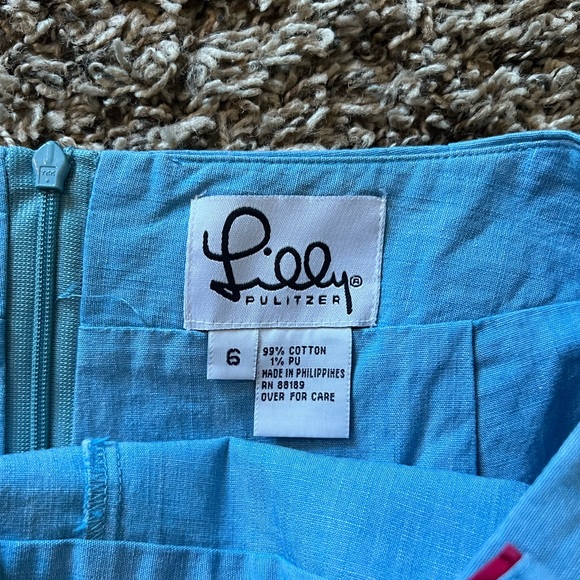 Lilly®
PULITZER
6
99% COTTON
1% PU
MADE IN PHILIPPINES
RN 88189
OVER FOR CARE